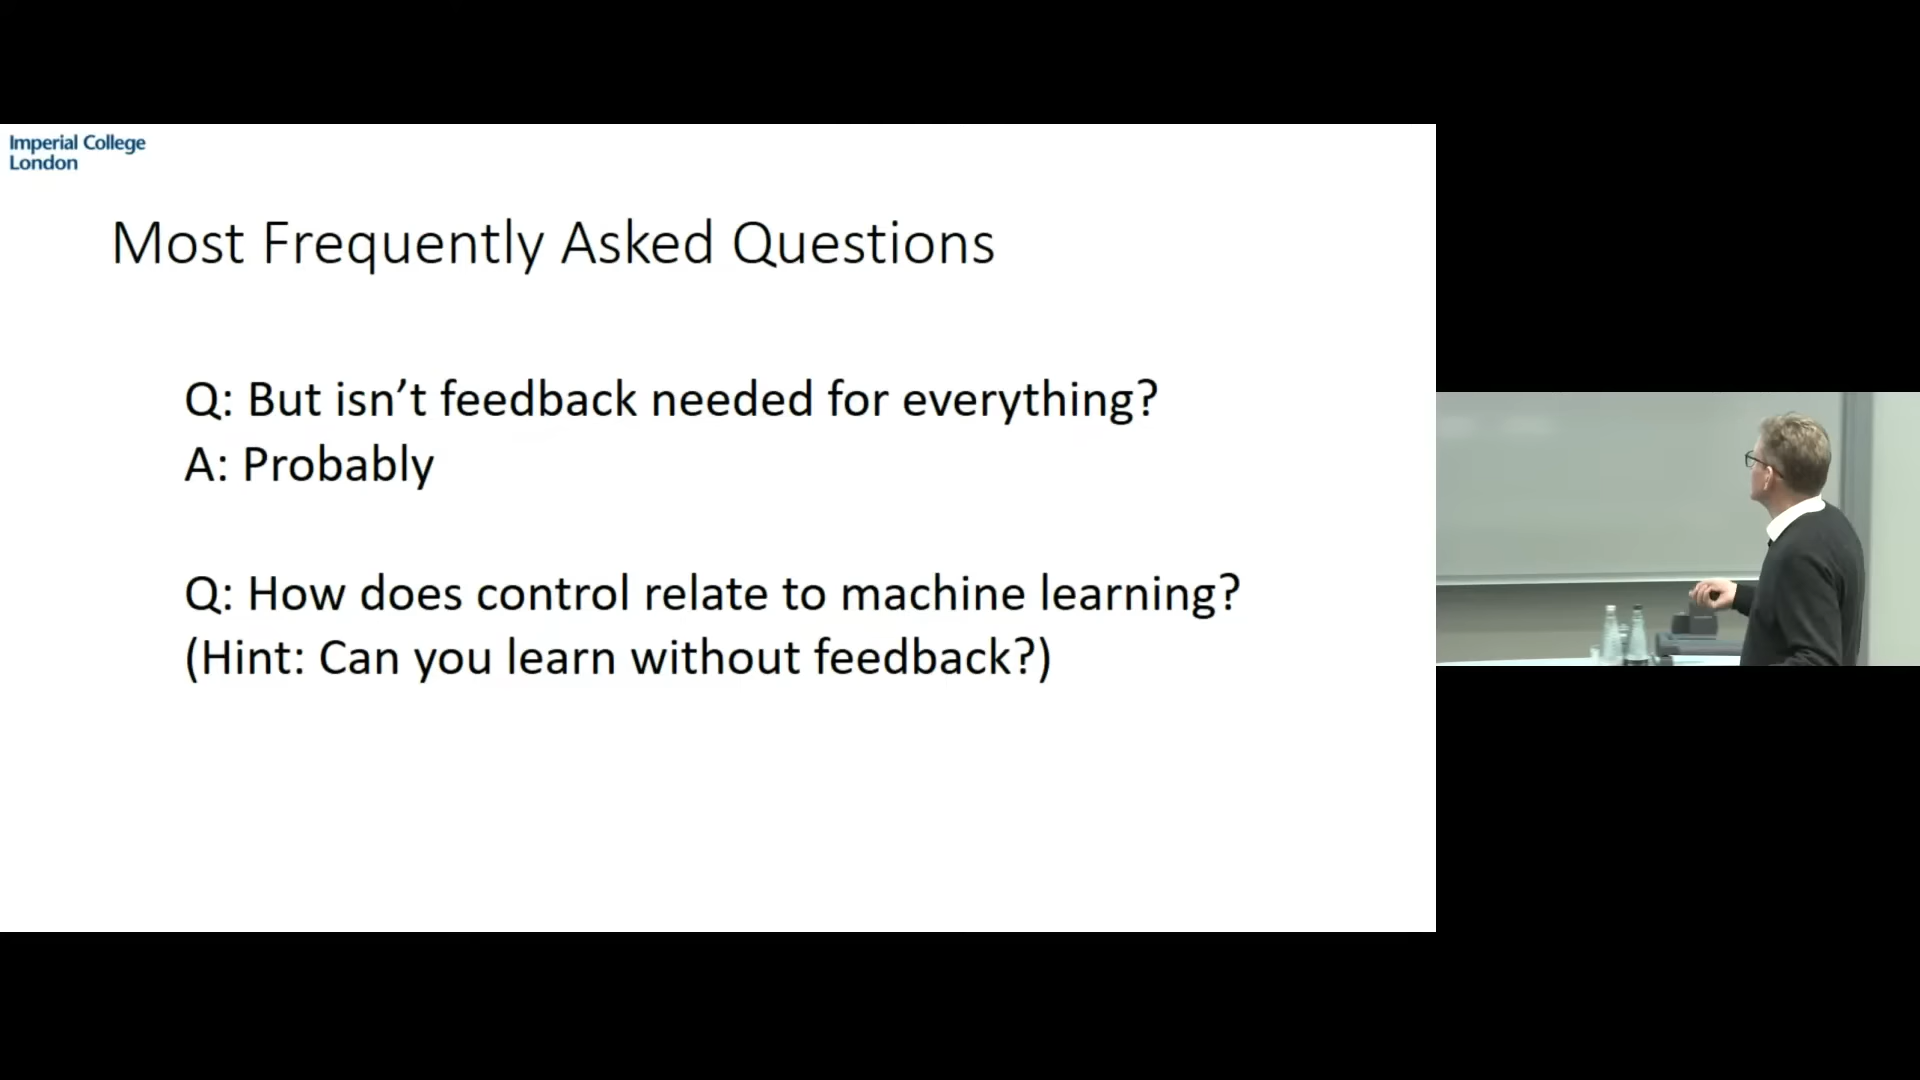 Imperial College
London
Most Frequently Asked Questions
Q: But isn’t feedback needed for everything?
A: Probably
Q: How does control relate to machine learning?
(Hint: Can you learn without feedback?)